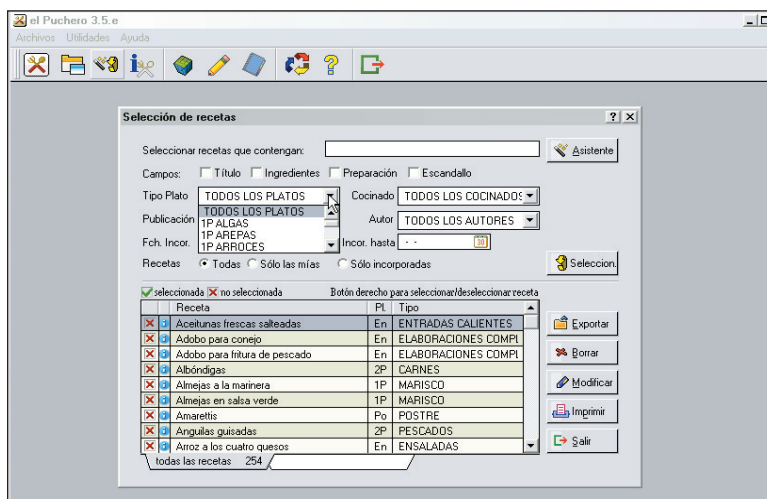 el Puchero 3.5.e
Archivos Utilidades Ayuda
Selección de recetas
Seleccionar recetas que contengan:
Asistente
Campos: Título Ingredientes Preparación Escandallo
Tipo Plato TODOS LOS PLATOS Cocinado TODOS LOS COCINADOS
TODOS LOS PLATOS
Publicación 1P ALGAS Autor TODOS LOS AUTORES
1P AREPAS
Fch. Incor. 1P ARROCES Incor. hasta - -
Recetas Todas Sólo las mías Sólo incorporadas Seleccion.
seleccionada no seleccionada Botón derecho para seleccionar/deseleccionar receta
Receta Pl. Tipo
Aceitunas frescas salteadas En ENTRADAS CALIENTES
Exportar
Adobo para conejo En ELABORACIONES COMPL
Adobo para fritura de pescado En ELABORACIONES COMPL
Borrar
Albóndigas 2P CARNES
Almejas a la marinera 1P MARISCO
Modificar
Almejas en salsa verde 1P MARISCO
Amarettis Po POSTRE
Imprimir
Anguilas guisadas 2P PESCADOS
Arroz a los cuatro quesos En ENSALADAS
Salir
todas las recetas 254